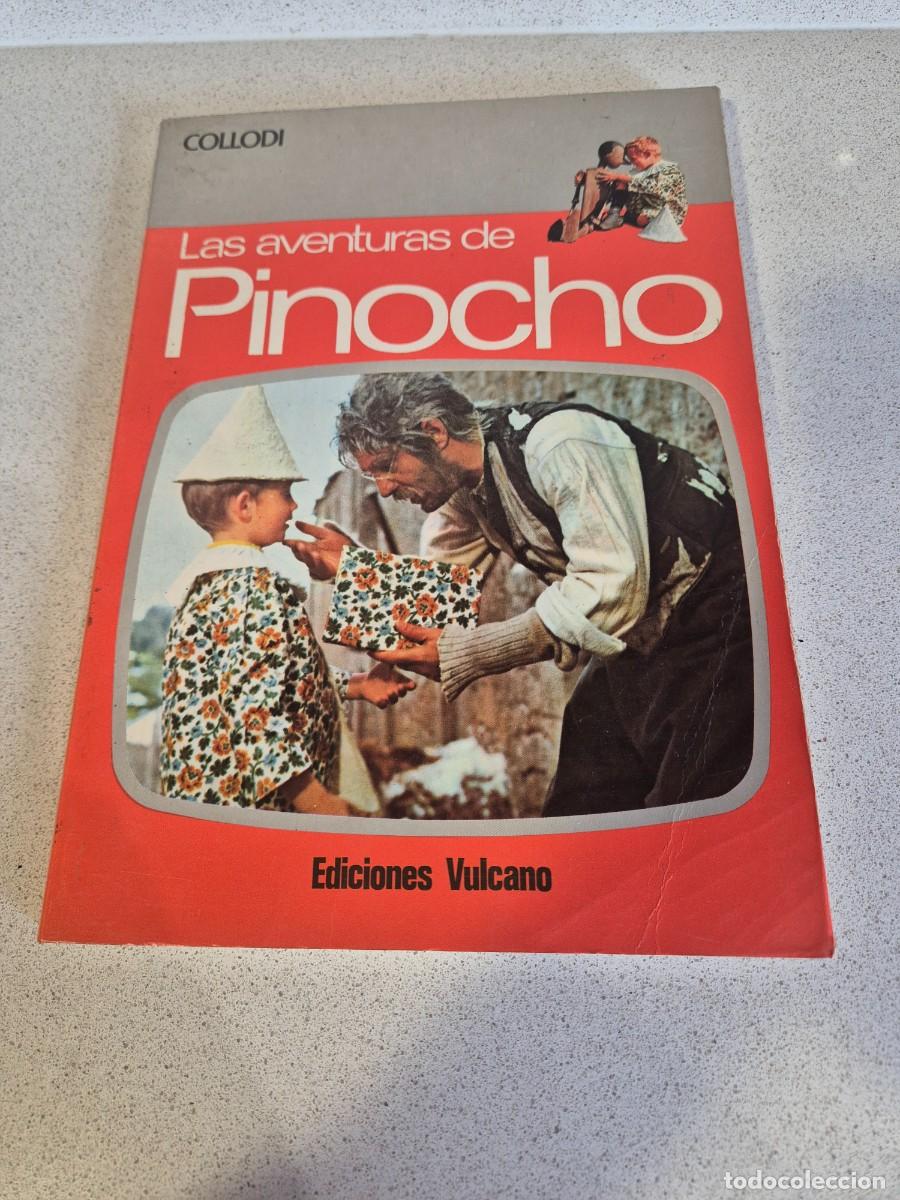 COLLODI
Las aventuras de
Pinocho
Ediciones Vulcano
todocoleccion